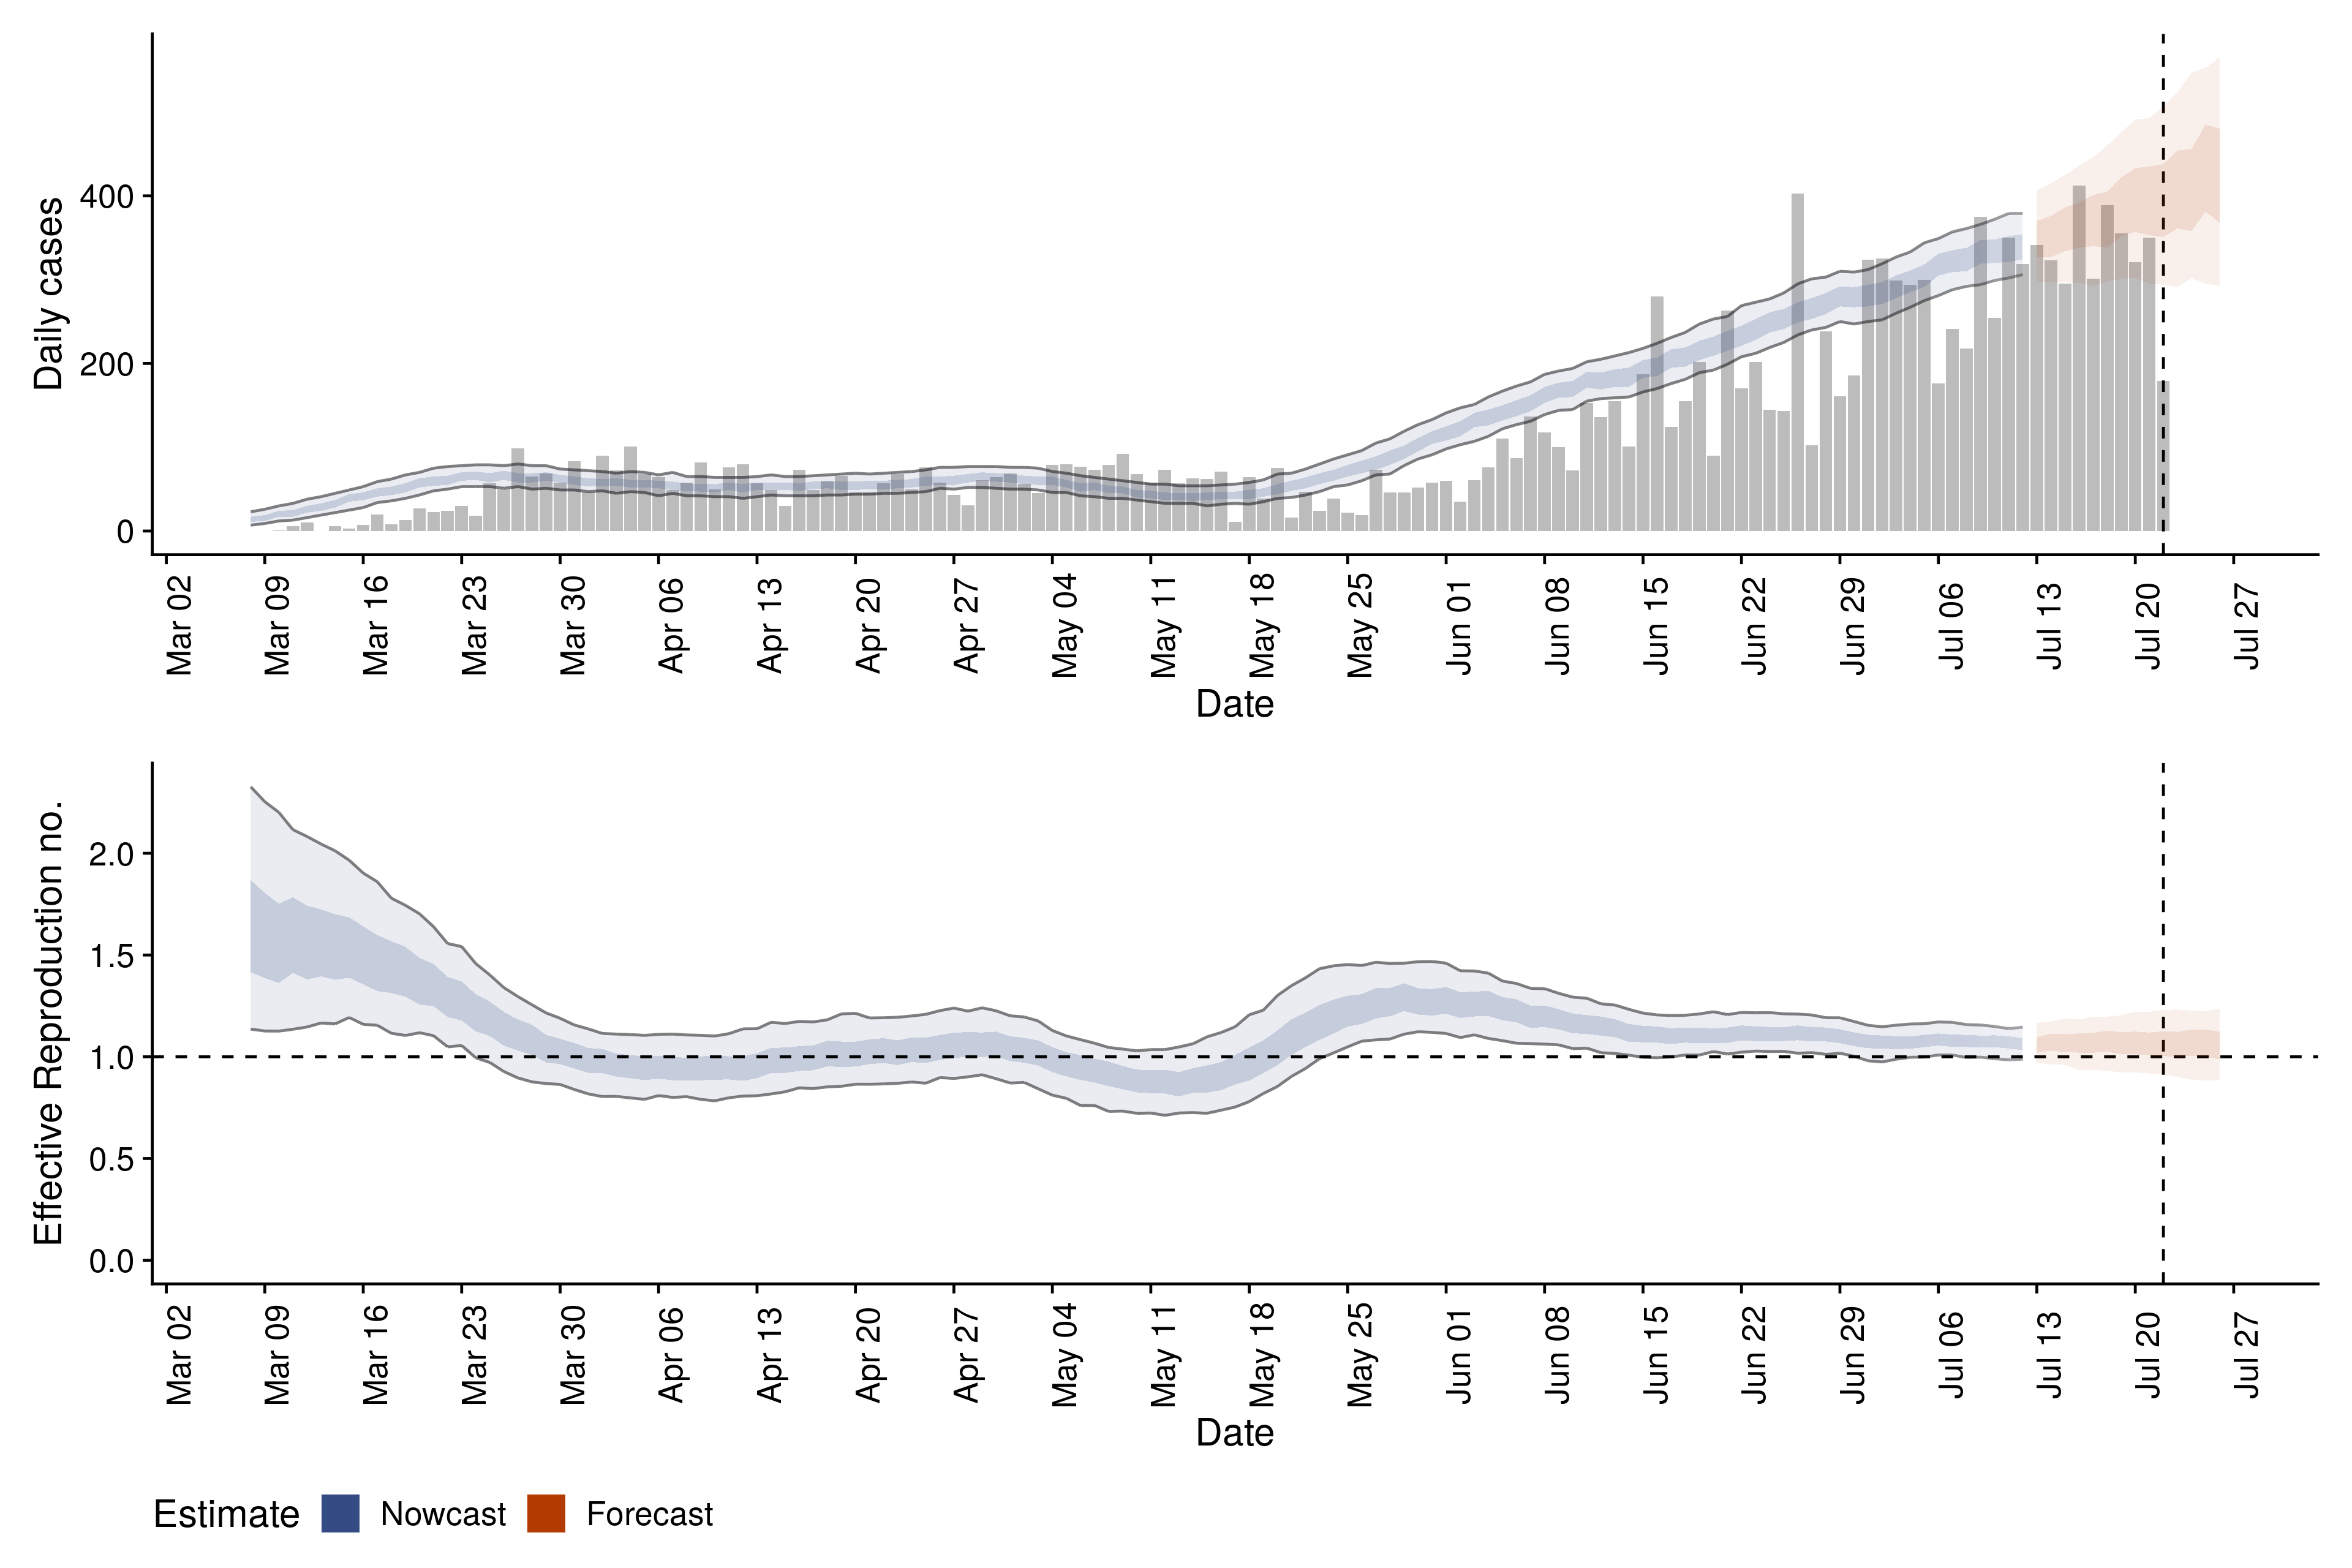 Daily cases
400
200
0
Mar 02
Mar 09
Mar 16
Mar 23
Mar 30
Apr 06
Apr 13
Apr 20
Apr 27
May 04
May 11
May 18
May 25
Jun 01
Jun 08
Jun 15
Jun 22
Jun 29
Jul 06
Jul 13
Jul 20
Jul 27
Date
Effective Reproduction no.
2.0
1.5
1.0
0.5
0.0
Mar 02
Mar 09
Mar 16
Mar 23
Mar 30
Apr 06
Apr 13
Apr 20
Apr 27
May 04
May 11
May 18
May 25
Jun 01
Jun 08
Jun 15
Jun 22
Jun 29
Jul 06
Jul 13
Jul 20
Jul 27
Date
Estimate Nowcast Forecast